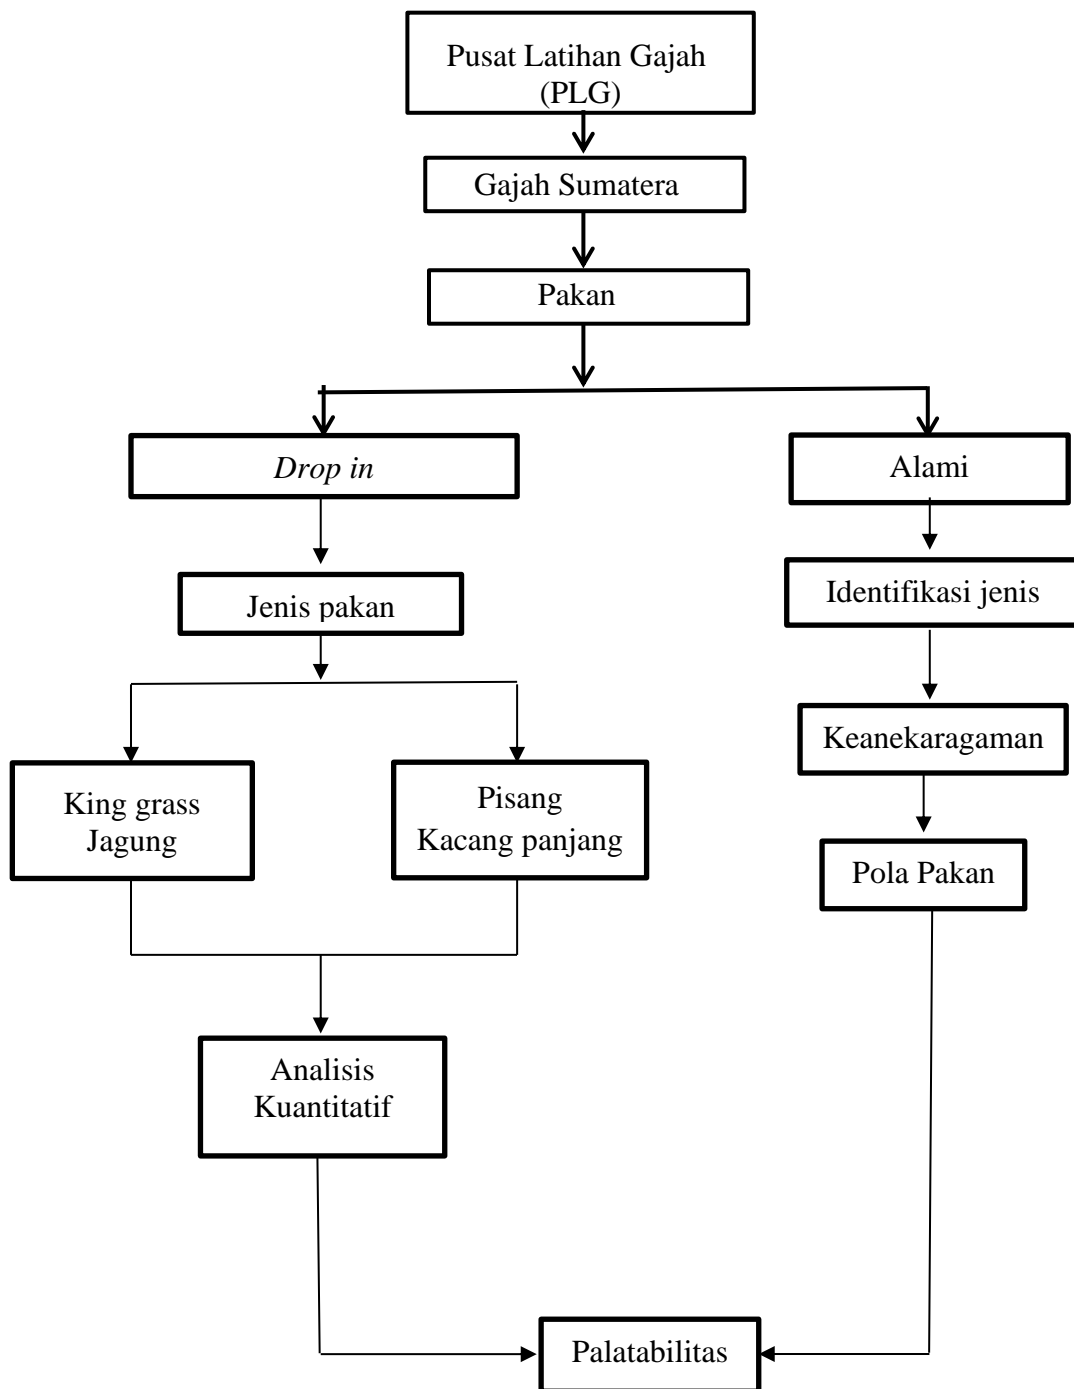 Pusat Latihan Gajah
(PLG)
Gajah Sumatera
Pakan
Drop in
Alami
Jenis pakan
Identifikasi jenis
Keanekaragaman
King grass
Jagung
Pisang
Kacang panjang
Pola Pakan
Analisis
Kuantitatif
Palatabilitas